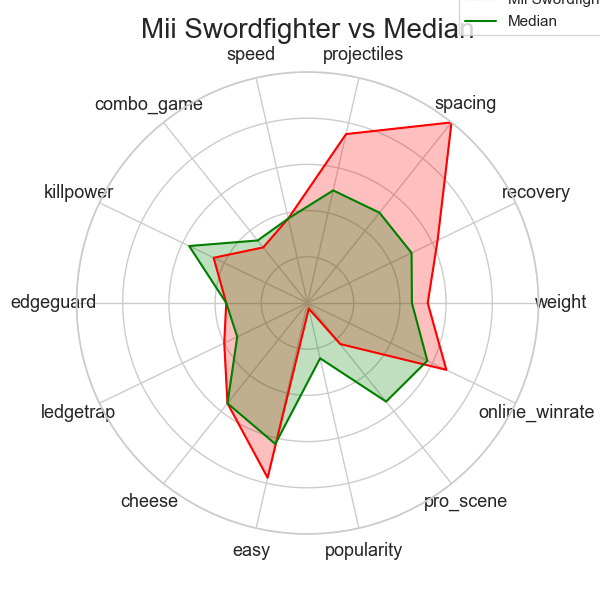 Mii Swordfighter vs Median
Median
speed
projectiles
combo_game
spacing
killpower
recovery
edgeguard
weight
ledgetrap
online_winrate
cheese
pro_scene
easy
popularity